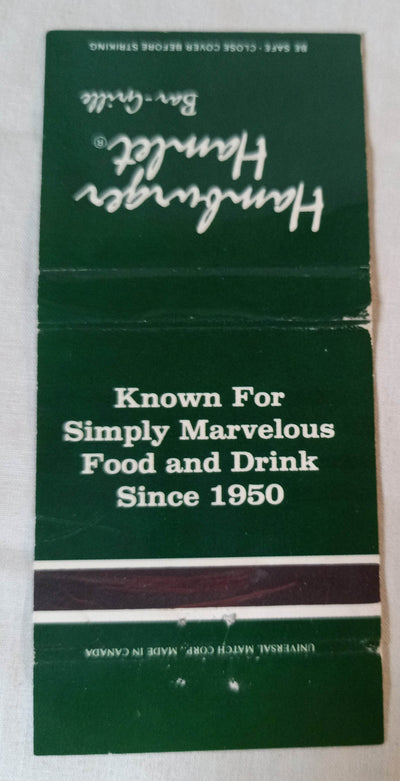 BE SAFE - CLOSE COVER BEFORE STRIKING
Hamburger
Hamlet®
Bar-Grille
Known For
Simply Marvelous
Food and Drink
Since 1950
UNIVERSAL MATCH CORP., MADE IN CANADA